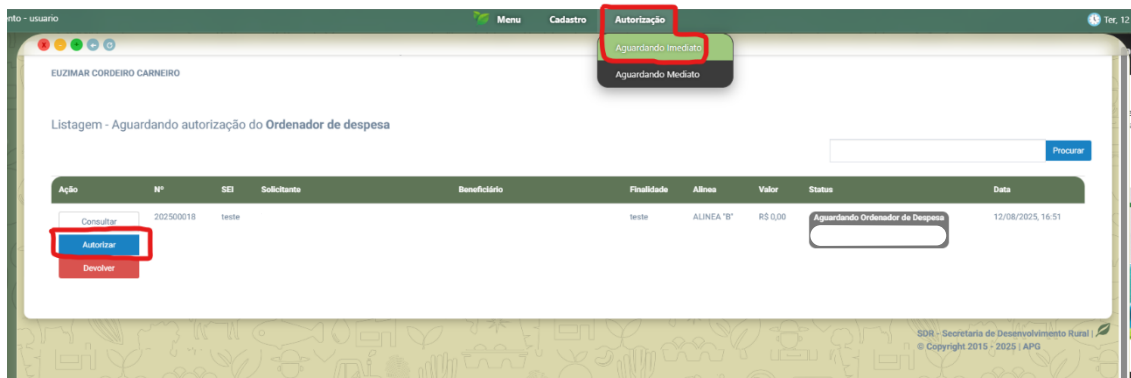 nto - usuario
Menu
Cadastro
Autorização
Ter, 12
Aguardando Imediato
EUZIMAR CORDEIRO CARNEIRO
Aguardando Mediato
Listagem - Aguardando autorização do Ordenador de despesa
Procurar
Ação Nº SEI Solicitante Beneficiário Finalidade Alinea Valor Status Data
Consultar 202500018 teste teste ALINEA "B" R$ 0,00 Aguardando Ordenador de Despesa 12/08/2025, 16:51
Autorizar
Devolver
SDR - Secretaria de Desenvolvimento Rural |
© Copyright 2015 - 2025 | APG